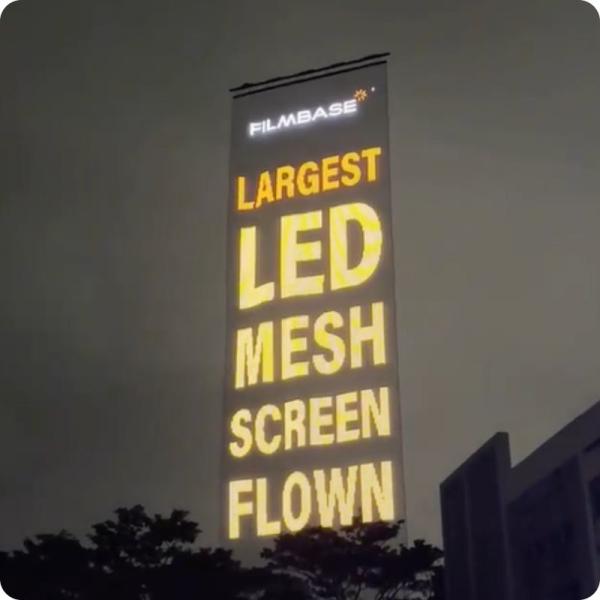 FILMBASE
LARGEST
LED
MESH
SCREEN
FLOWN